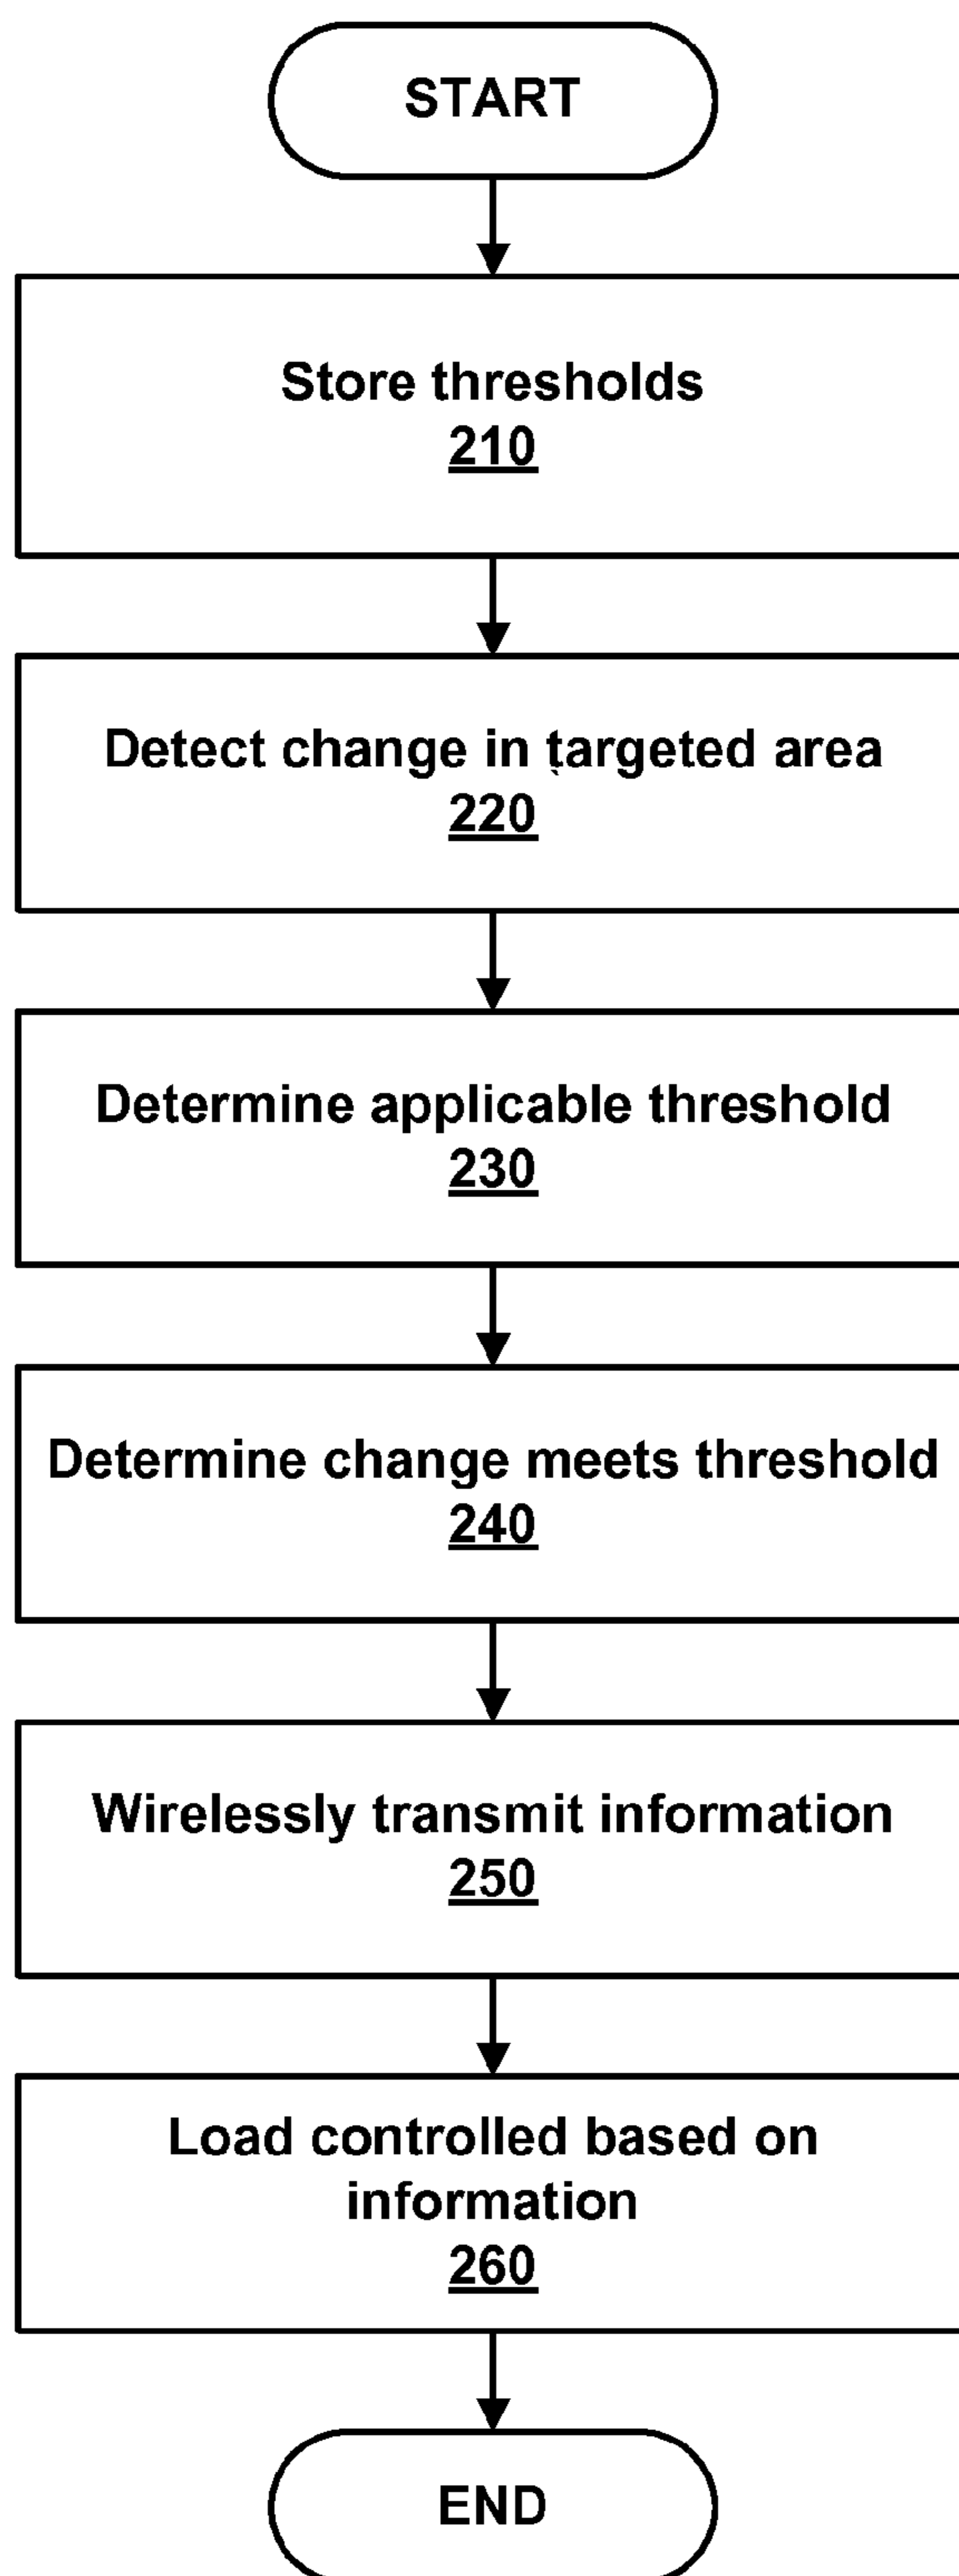 START
Store thresholds
210
Detect change in targeted area
220
Determine applicable threshold
230
Determine change meets threshold
240
Wirelessly transmit information
250
Load controlled based on
information
260
END